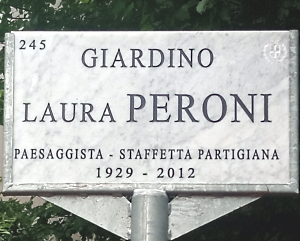 245
GIARDINO
LAURA PERONI
PAESAGGISTA - STAFFETTA PARTIGIANA
1929 - 2012